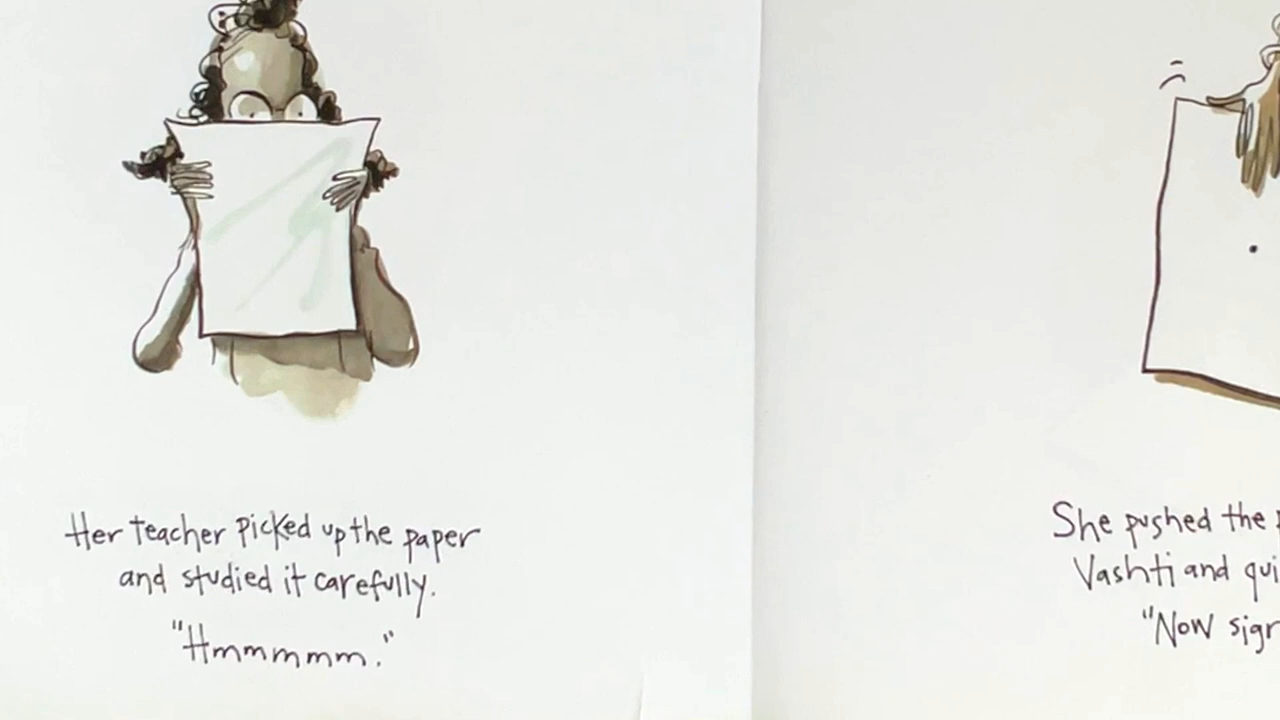 Her teacher picked up the paper
and studied it carefully.
"Hmmmmm."
She pushed the
Vashti and
"Now